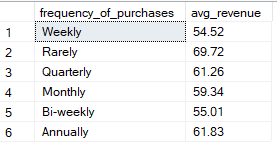 frequency_of_purchases avg_revenue
1 Weekly 54.52
2 Rarely 69.72
3 Quarterly 61.26
4 Monthly 59.34
5 Bi-weekly 55.01
6 Annually 61.83